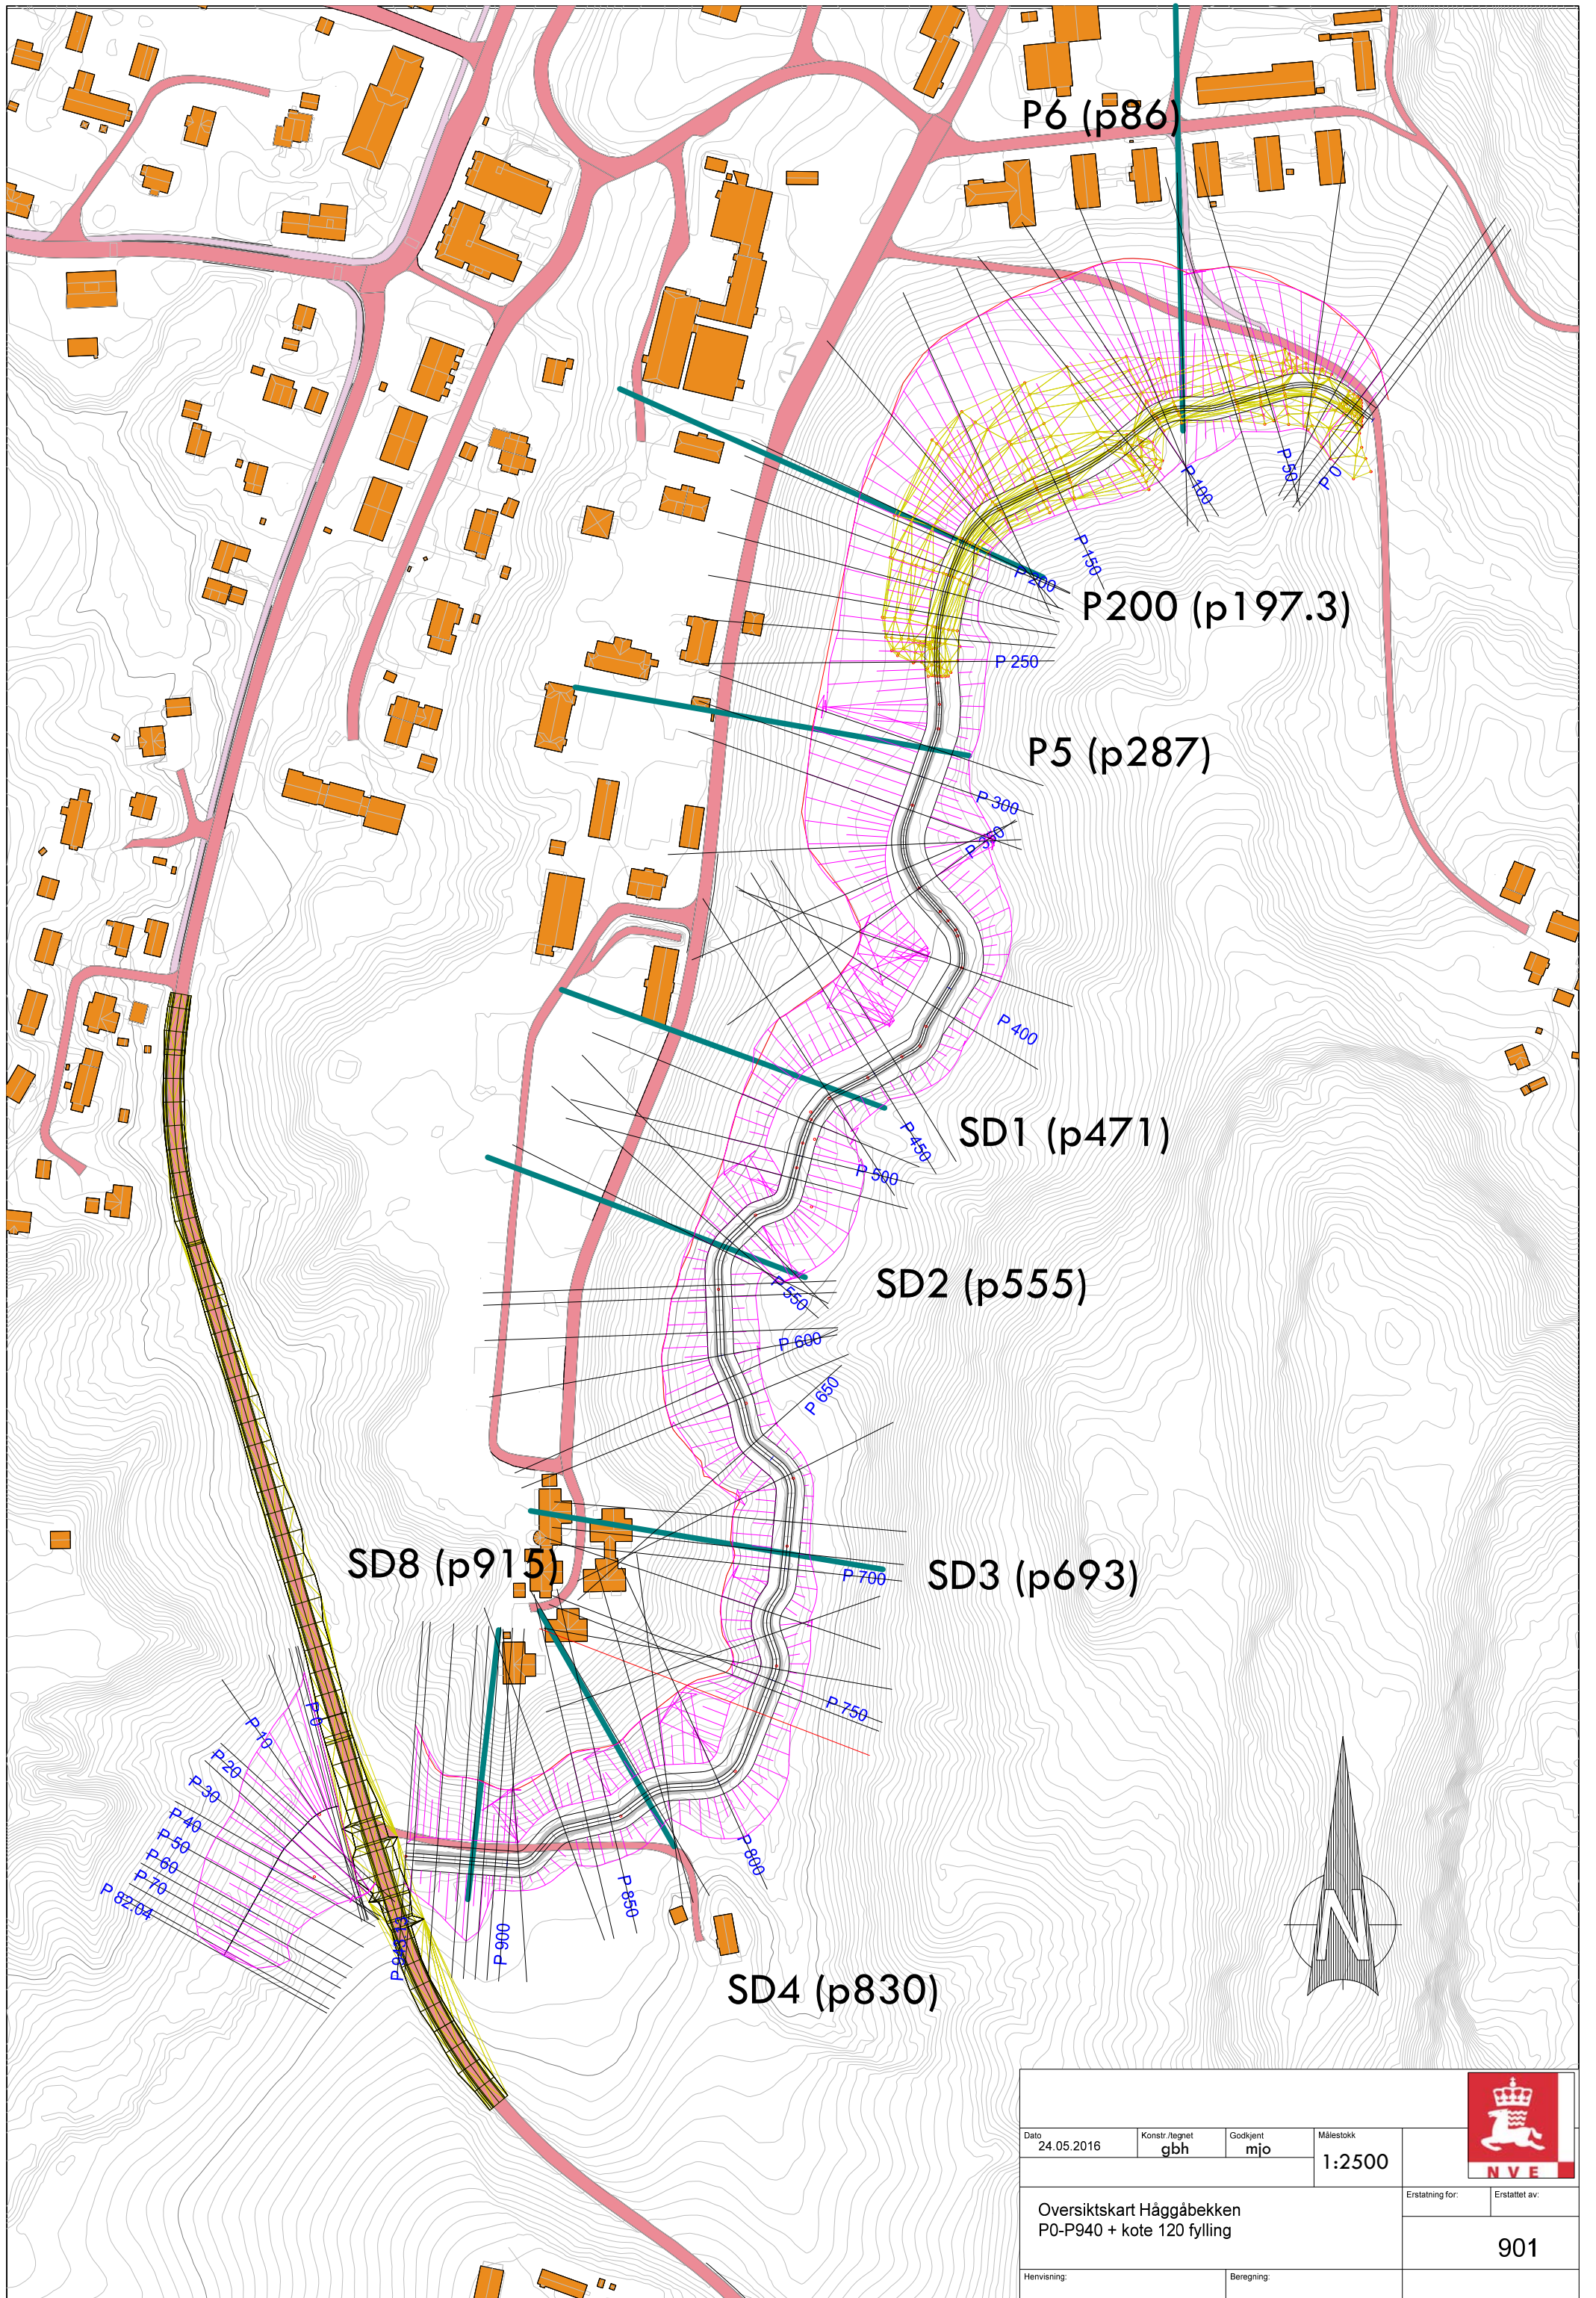 P6 (p86)
P 50
P 0
P 100
P 150
P 200
P200 (p197.3)
P 250
P5 (p287)
P 300
P 350
P 400
SD1 (p471)
P 450
P 500
SD2 (p555)
P 550
P 600
P 650
SD8 (p915)
SD3 (p693)
P 700
P 750
P 0
P 10
P 20
P 30
P 40
P 50
P 60
P 70
P 82.04
P 800
P 850
P 900
SD4 (p830)
N
NVE
Dato
24.05.2016
Konstr./tegnet
gbh
Godkjent
mjo
Målestokk
1:2500
Oversiktskart Håggåbekken
P0-P940 + kote 120 fylling
Erstatning for:
Erstattet av:
901
Henvisning:
Beregning: